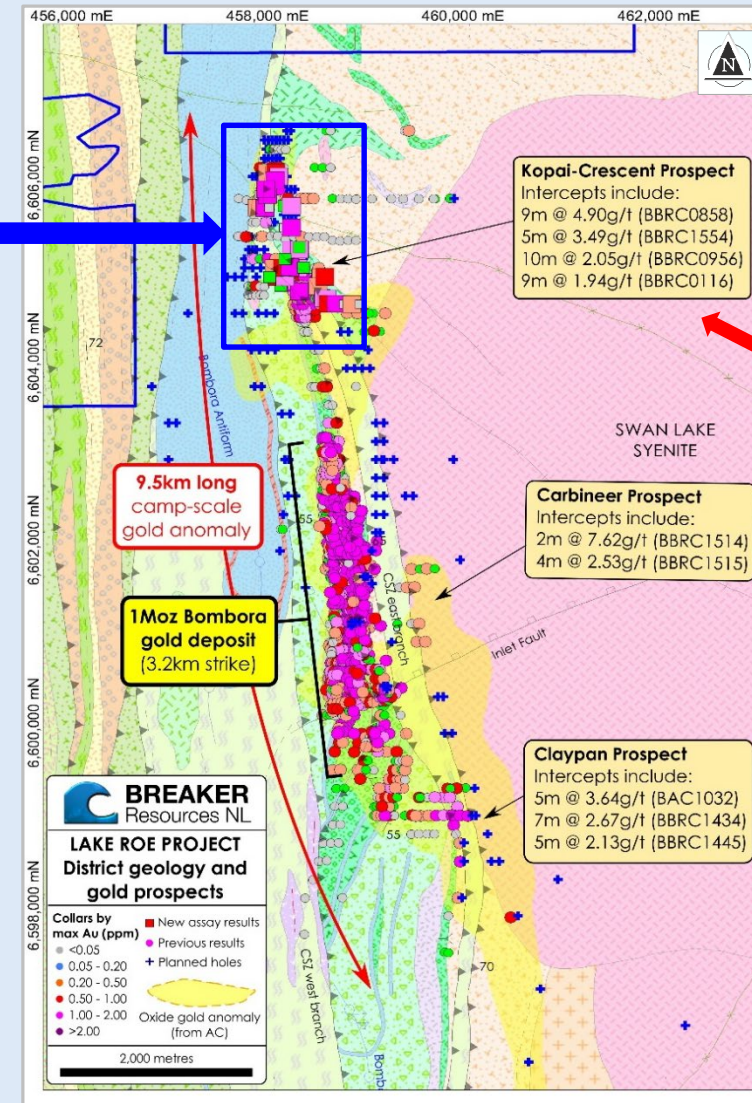 456,000 mE
458,000 mE
460,000 mE
462,000 mE
N
6,606,000 mN
6,604,000 mN
6,602,000 mN
6,600,000 mN
6,598,000 mN
Kopai-Crescent Prospect
Intercepts include:
9m @ 4.90g/t (BBRC0858)
5m @ 3.49g/t (BBRC1554)
10m @ 2.05g/t (BBRC0956)
9m @ 1.94g/t (BBRC0116)
72
Bombora Antiform
SWAN LAKE
SYENITE
9.5km long
camp-scale
gold anomaly
Carbineer Prospect
Intercepts include:
2m @ 7.62g/t (BBRC1514)
4m @ 2.53g/t (BBRC1515)
55
CSZ east branch
1Moz Bombora
gold deposit
(3.2km strike)
Inlet Fault
Claypan Prospect
Intercepts include:
5m @ 3.64g/t (BAC1032)
7m @ 2.67g/t (BBRC1434)
5m @ 2.13g/t (BBRC1445)
55
70
CSZ west branch
BREAKER
Resources NL
LAKE ROE PROJECT
District geology and
gold prospects
Collars by
max Au (ppm)
<0.05
0.05 - 0.20
0.20 - 0.50
0.50 - 1.00
1.00 - 2.00
>2.00
New assay results
Previous results
Planned holes
Oxide gold anomaly
(from AC)
2,000 metres